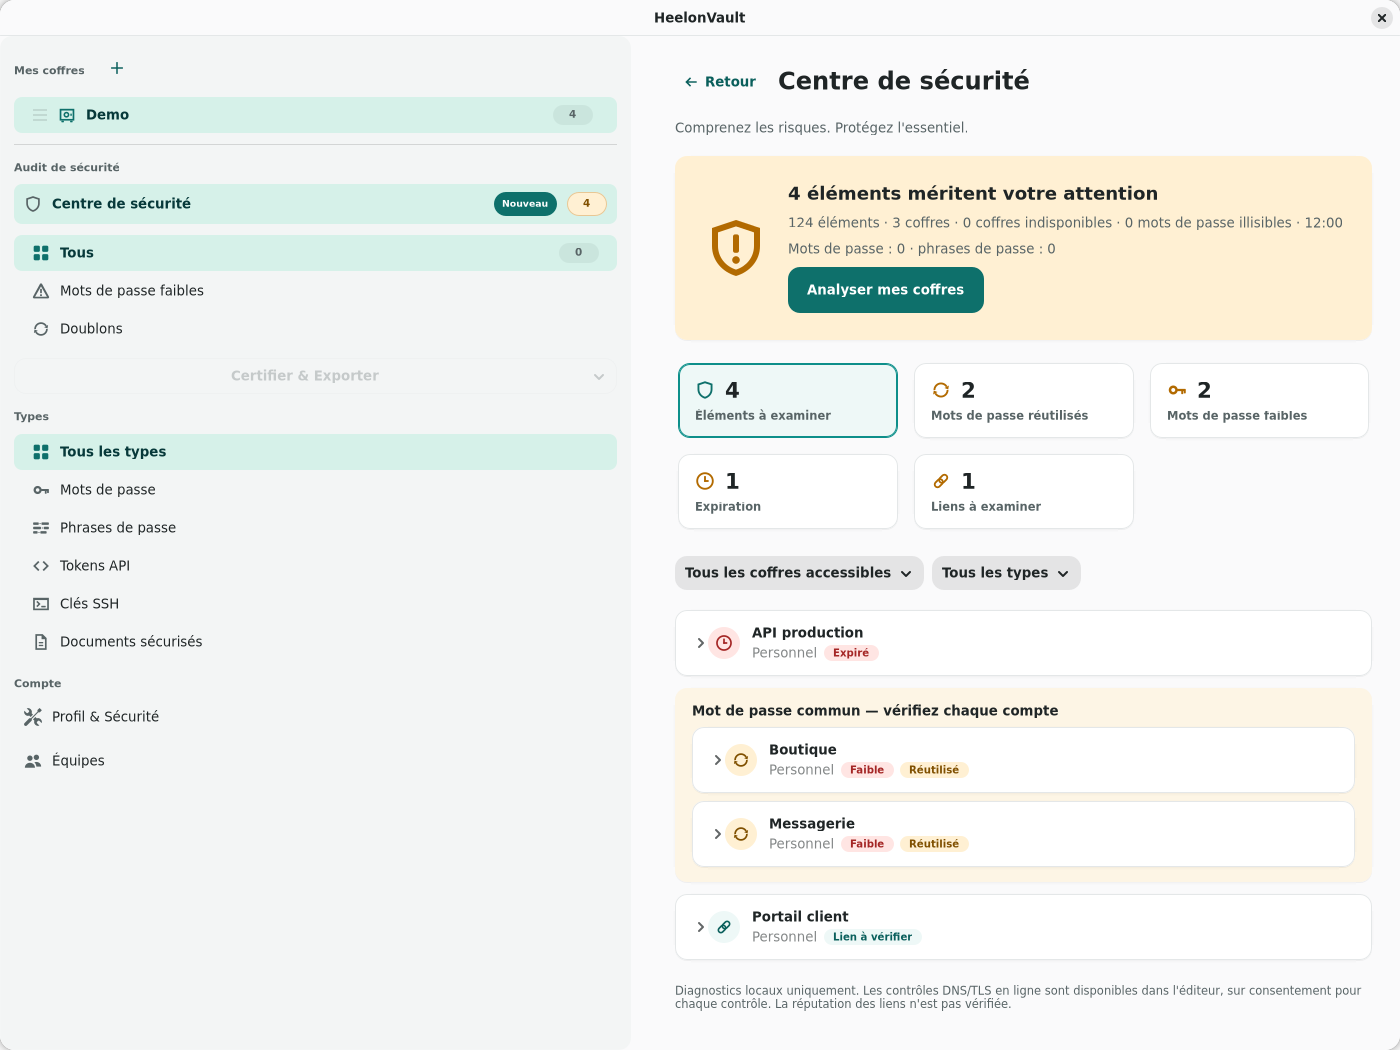 HeelonVault
Mes coffres
Demo
4
Audit de sécurité
Centre de sécurité
Nouveau
4
Tous
0
Mots de passe faibles
Doublons
Certifier & Exporter
Types
Tous les types
Mots de passe
Phrases de passe
Tokens API
Clés SSH
Documents sécurisés
Compte
Profil & Sécurité
Équipes
Retour
Centre de sécurité
Comprenez les risques. Protégez l'essentiel.
4 éléments méritent votre attention
124 éléments · 3 coffres · 0 coffres indisponibles · 0 mots de passe illisibles · 12:00
Mots de passe : 0 · phrases de passe : 0
Analyser mes coffres
4
Éléments à examiner
2
Mots de passe réutilisés
2
Mots de passe faibles
1
Expiration
1
Liens à examiner
Tous les coffres accessibles
Tous les types
API production
Personnel
Expiré
Mot de passe commun — vérifiez chaque compte
Boutique
Personnel
Faible
Réutilisé
Messagerie
Personnel
Faible
Réutilisé
Portail client
Personnel
Lien à vérifier
Diagnostics locaux uniquement. Les contrôles DNS/TLS en ligne sont disponibles dans l'éditeur, sur consentement pour
chaque contrôle. La réputation des liens n'est pas vérifiée.